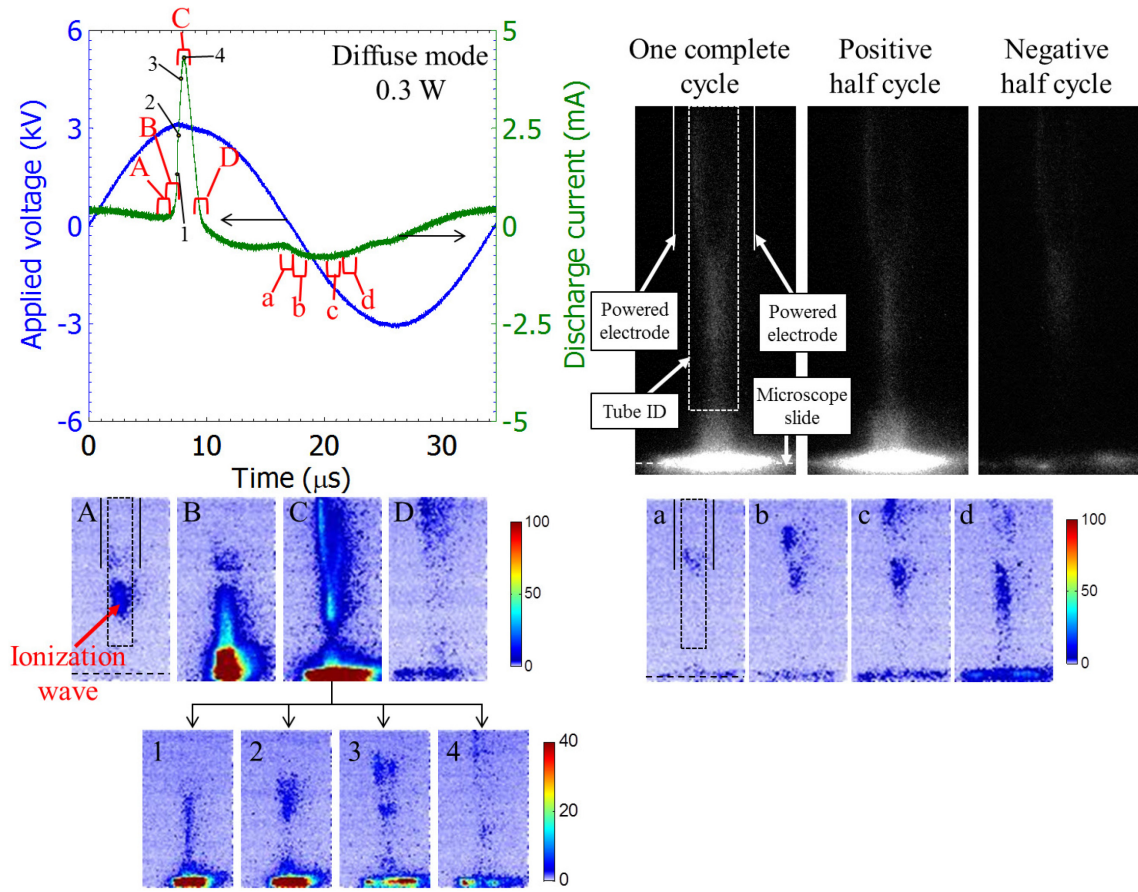 Diffuse mode
0.3 W
Applied voltage (kV)
6
3
0
-3
-6
0
10
20
30
Time (μs)
5
2.5
0
-2.5
-5
Discharge current (mA)
C
4
3
2
B
A
1
D
a
b
c
d
One complete
cycle
Positive
half cycle
Negative
half cycle
Powered
electrode
Powered
electrode
Tube ID
Microscope
slide
A
B
C
D
100
50
0
Ionization
wave
a
b
c
d
100
50
0
1
2
3
4
40
20
0